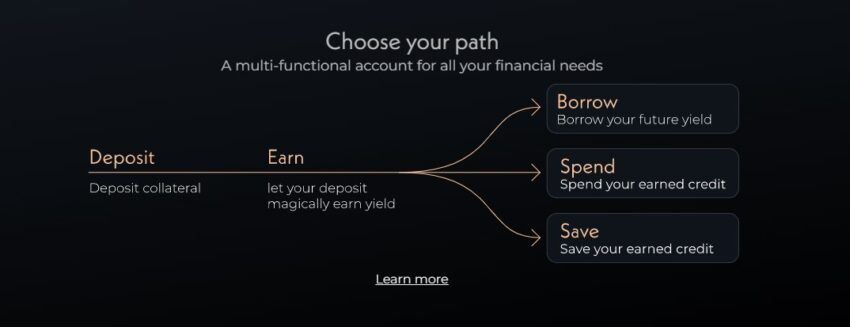 Choose your path
A multi-functional account for all your financial needs
Deposit
Deposit collateral
Earn
let your deposit
magically earn yield
Borrow
Borrow your future yield
Spend
Spend your earned credit
Save
Save your earned credit
Learn more